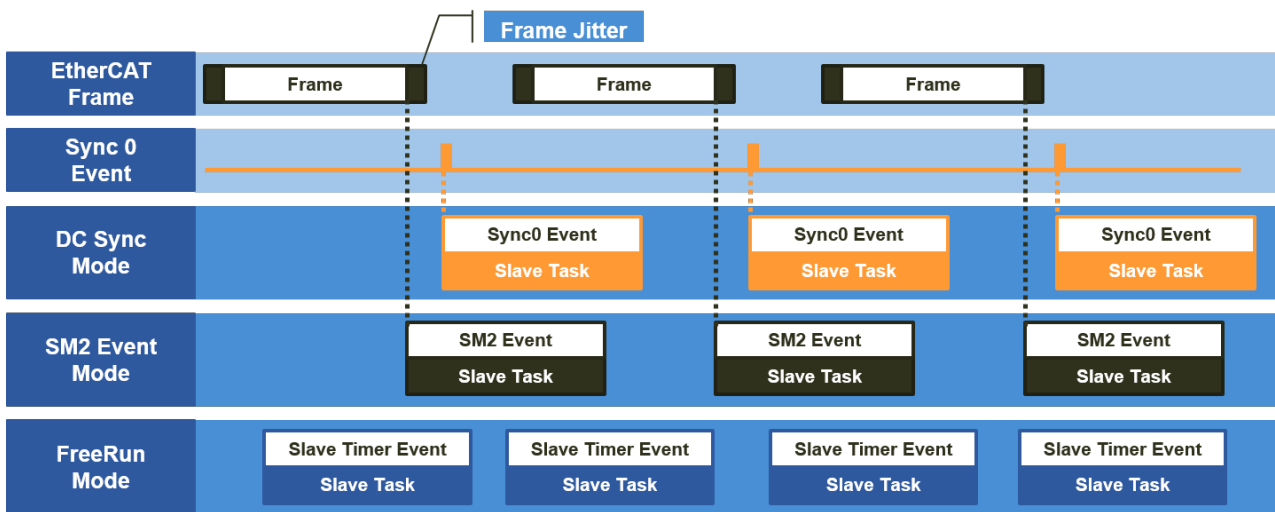 Frame Jitter
EtherCAT
Frame
Frame
Frame
Frame
Sync 0
Event
DC Sync
Mode
Sync0 Event
Slave Task
Sync0 Event
Slave Task
Sync0 Event
Slave Task
SM2 Event
Mode
SM2 Event
Slave Task
SM2 Event
Slave Task
SM2 Event
Slave Task
FreeRun
Mode
Slave Timer Event
Slave Task
Slave Timer Event
Slave Task
Slave Timer Event
Slave Task
Slave Timer Event
Slave Task